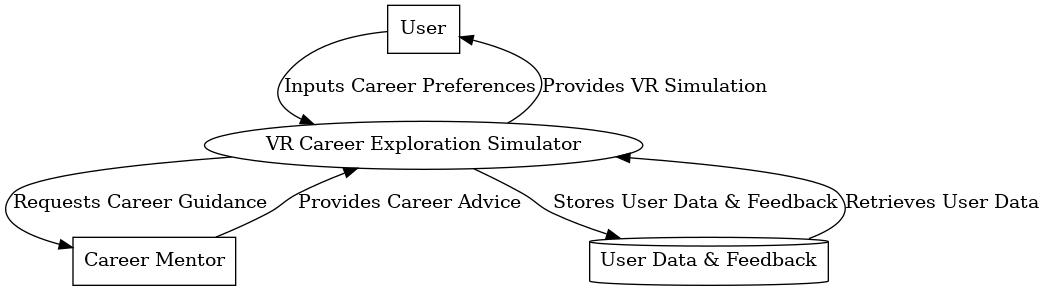 User
Inputs Career Preferences
Provides VR Simulation
VR Career Exploration Simulator
Requests Career Guidance
Provides Career Advice
Stores User Data & Feedback
Retrieves User Data
Career Mentor
User Data & Feedback